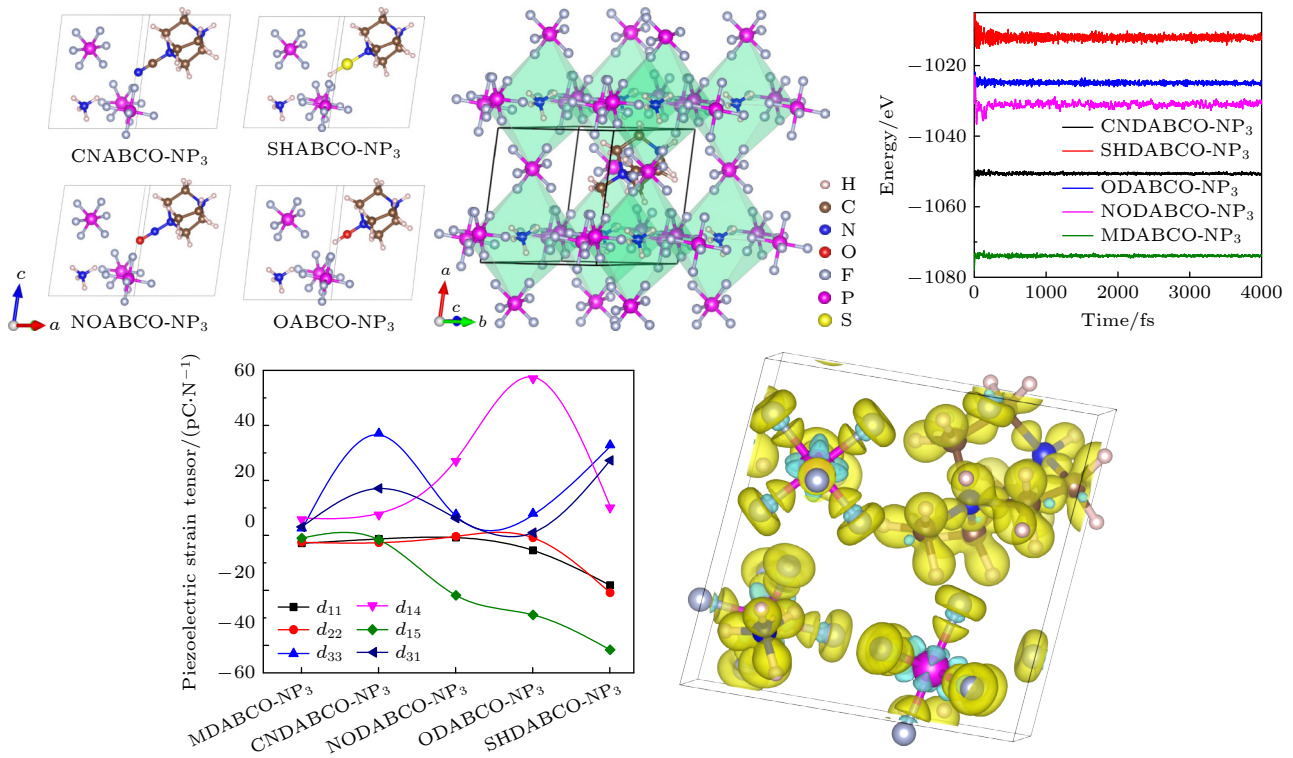 CNABCO-NP₃
SHABCO-NP₃
NOABCO-NP₃
OABCO-NP₃
c
a
a
c
b
H
C
N
O
F
P
S
Energy/eV
−1020
−1040
−1060
−1080
CNDABCO-NP₃
SHDABCO-NP₃
ODABCO-NP₃
NODABCO-NP₃
MDABCO-NP₃
0
1000
2000
3000
4000
Time/fs
Piezoelectric strain tensor/(pC·N⁻¹)
60
40
20
0
−20
−40
−60
d₁₁
d₁₄
d₂₂
d₁₅
d₃₃
d₃₁
MDABCO-NP₃
CNDABCO-NP₃
NODABCO-NP₃
ODABCO-NP₃
SHDABCO-NP₃